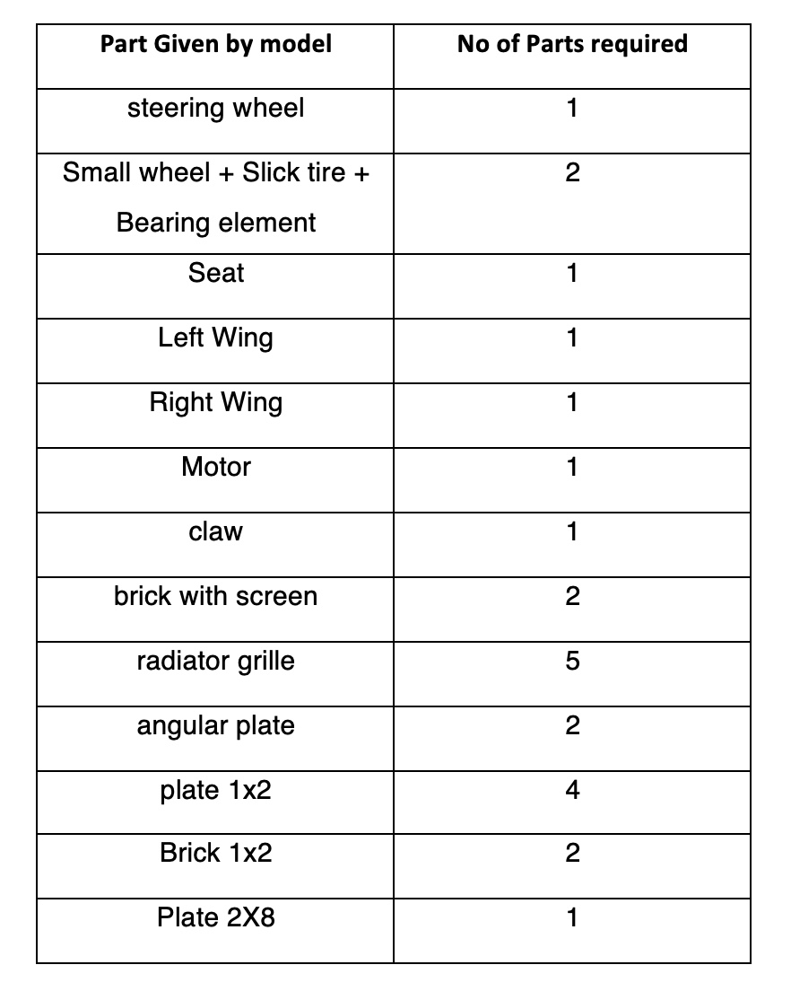 Part Given by model No of Parts required
steering wheel 1
Small wheel + Slick tire + 2
Bearing element
Seat 1
Left Wing 1
Right Wing 1
Motor 1
claw 1
brick with screen 2
radiator grille 5
angular plate 2
plate 1x2 4
Brick 1x2 2
Plate 2X8 1